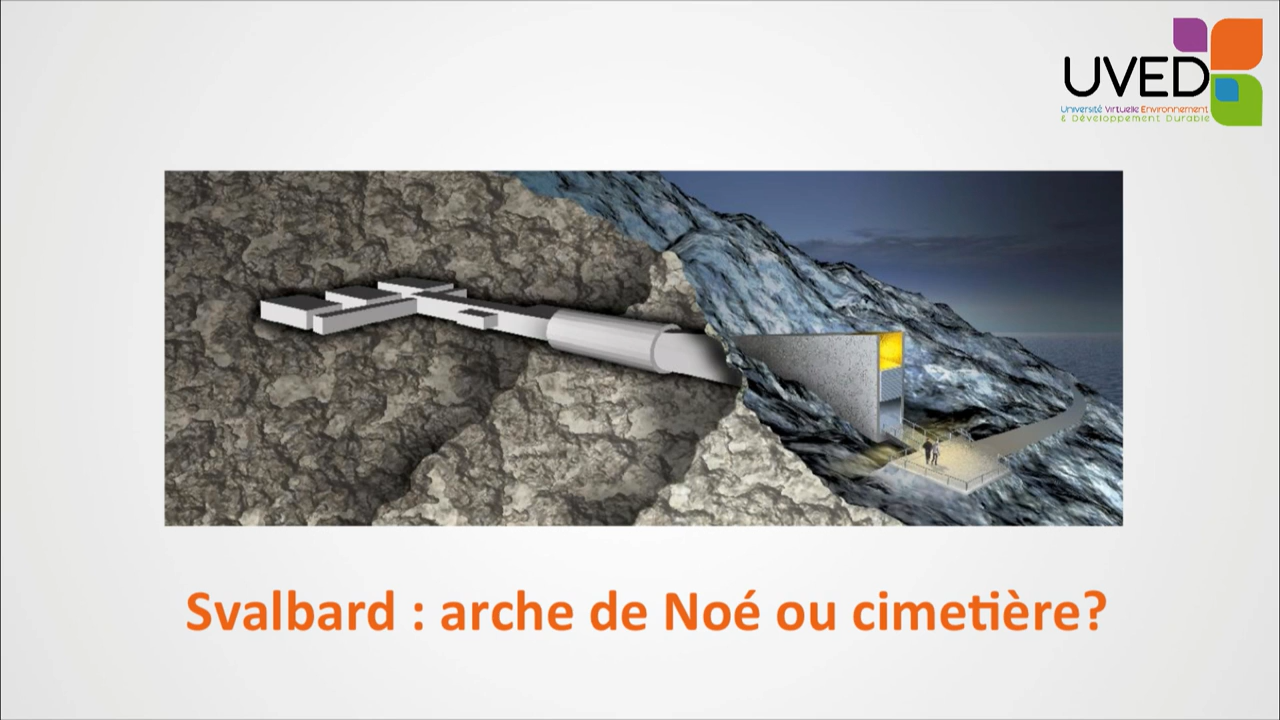 UVED
Université Virtuelle Environnement
& Développement Durable
Svalbard : arche de Noé ou cimetière?